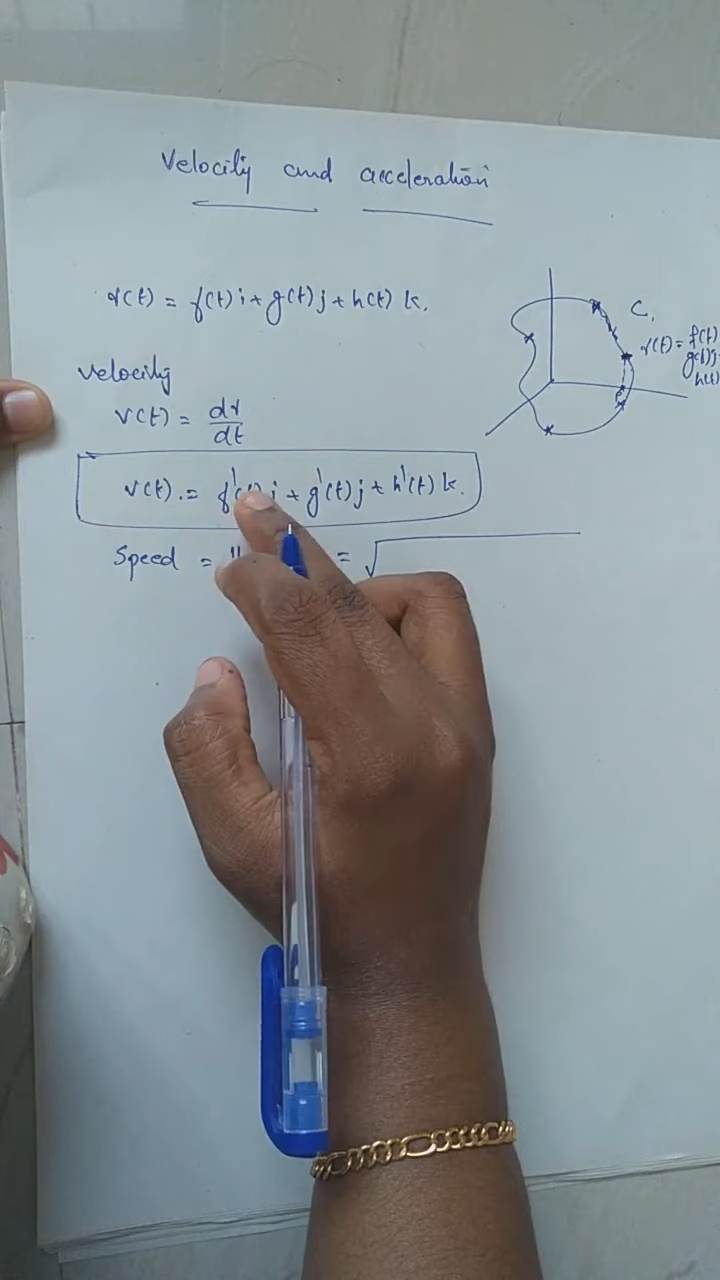 Velocity and acceleration
r(t) = f(t)i + g(t)j + h(t) k.
C,
r(t) = f(t)
g(t)j
h(t)
Velocity
v(t) = dr/dt
v(t) = f'(t)i + g'(t)j + h'(t) k.
Speed = || = √